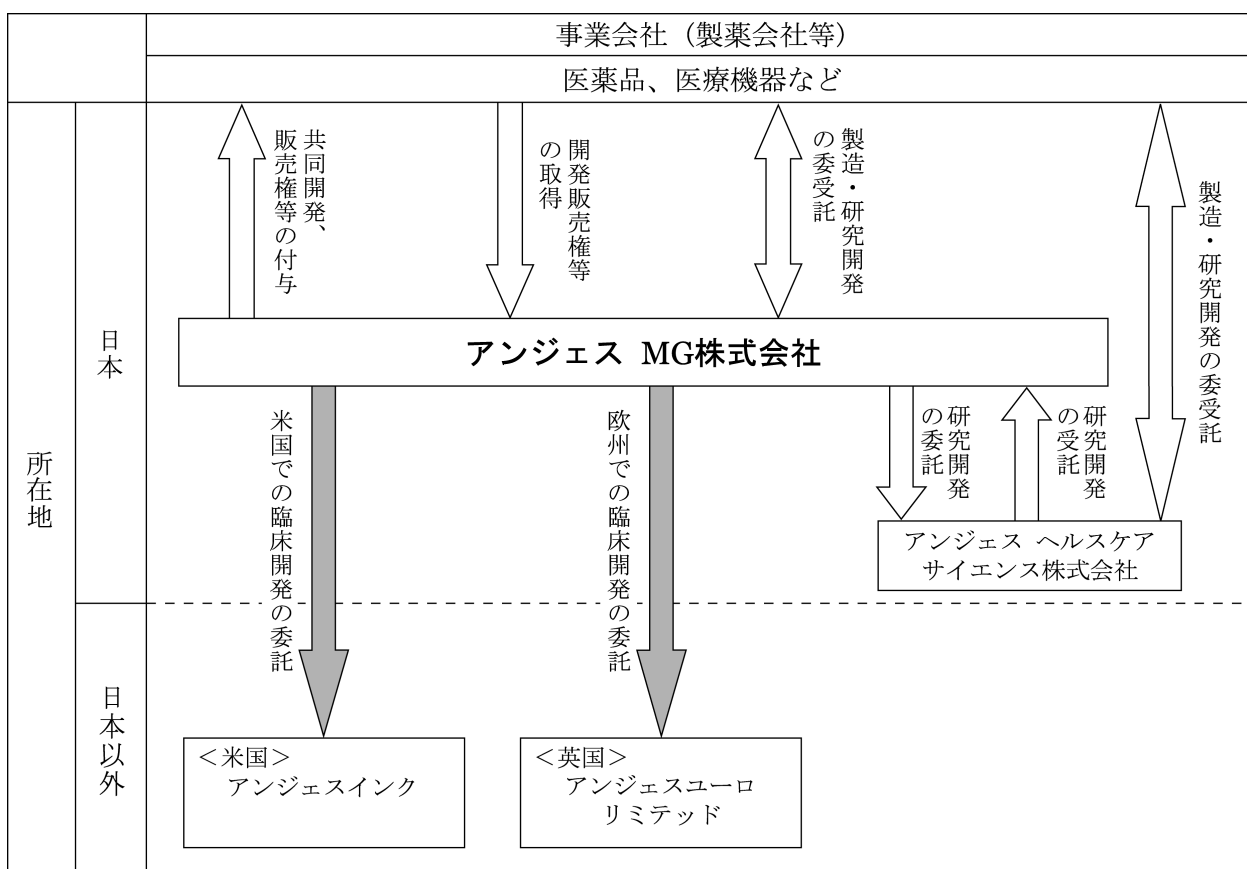 事業会社（製薬会社等）
医薬品、医療機器など
所在地
日本
共同開発、
販売権等の付与
開発販売権等
の取得
製造・研究開発
の委受託
製造・研究開発の委受託
アンジェス MG株式会社
米国での臨床開発の委託
欧州での臨床開発の委託
研究開発
の委託
研究開発
の受託
アンジェス ヘルスケア
サイエンス株式会社
日本以外
＜米国＞
アンジェスインク
＜英国＞
アンジェスユーロ
リミテッド